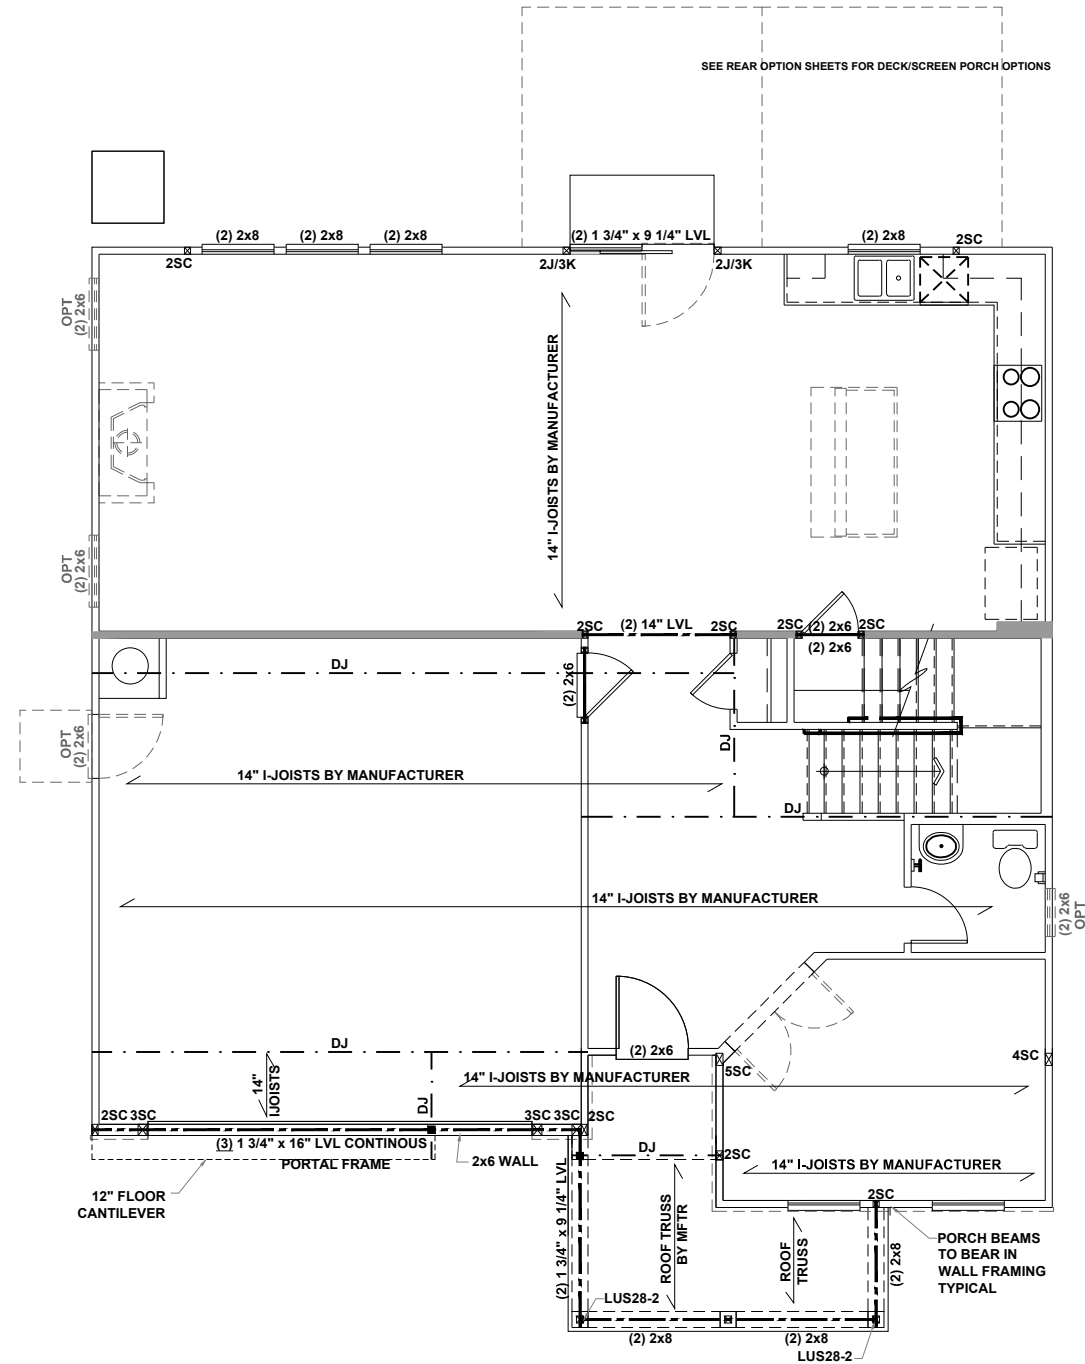 SEE REAR OPTION SHEETS FOR DECK/SCREEN PORCH OPTIONS
(2) 2x8
(2) 2x8
(2) 2x8
(2) 1 3/4" x 9 1/4" LVL
(2) 2x8
2SC
2SC
2J/3K
2J/3K
OPT
(2) 2x6
14" I-JOISTS BY MANUFACTURER
OPT
(2) 2x6
2SC
(2) 14" LVL
2SC
2SC
(2) 2x6
2SC
(2) 2x6
DJ
(2) 2x6
OPT
(2) 2x6
DJ
14" I-JOISTS BY MANUFACTURER
DJ
14" I-JOISTS BY MANUFACTURER
(2) 2x6
OPT
DJ
(2) 2x6
4SC
5SC
14"
IJOISTS
14" I-JOISTS BY MANUFACTURER
DJ
2SC
3SC
3SC
3SC
2SC
(3) 1 3/4" x 16" LVL CONTINOUS
PORTAL FRAME
2x6 WALL
DJ
2SC
14" I-JOISTS BY MANUFACTURER
12" FLOOR
CANTILEVER
2SC
(2) 1 3/4" x 9 1/4" LVL
ROOF TRUSS
BY MFTR
ROOF
TRUSS
(2) 2x8
PORCH BEAMS
TO BEAR IN
WALL FRAMING
TYPICAL
LUS28-2
(2) 2x8
(2) 2x8
LUS28-2